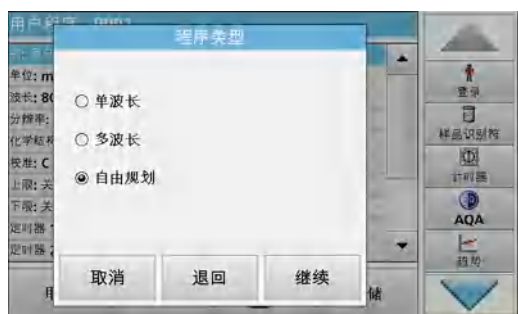 用户程序 9001
程序类型
单位: m
波长: 80
分辨率:
化学结构
校准: C
上限: 关
下限: 关
定时器 1
定时器 2
单波长
多波长
自由规划
取消
退回
继续
储
登录
样品识别符
计时器
AQA
趋势